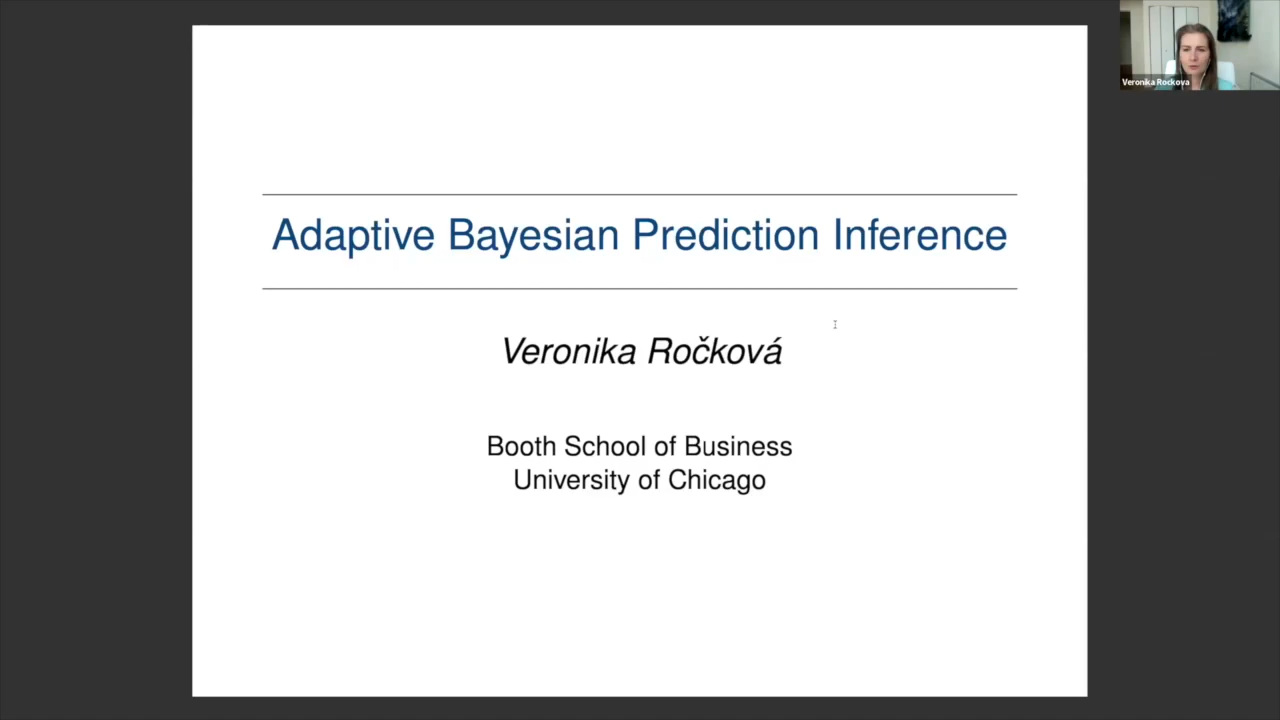 Veronika Rockova
Adaptive Bayesian Prediction Inference
Veronika Ročková
Booth School of Business
University of Chicago